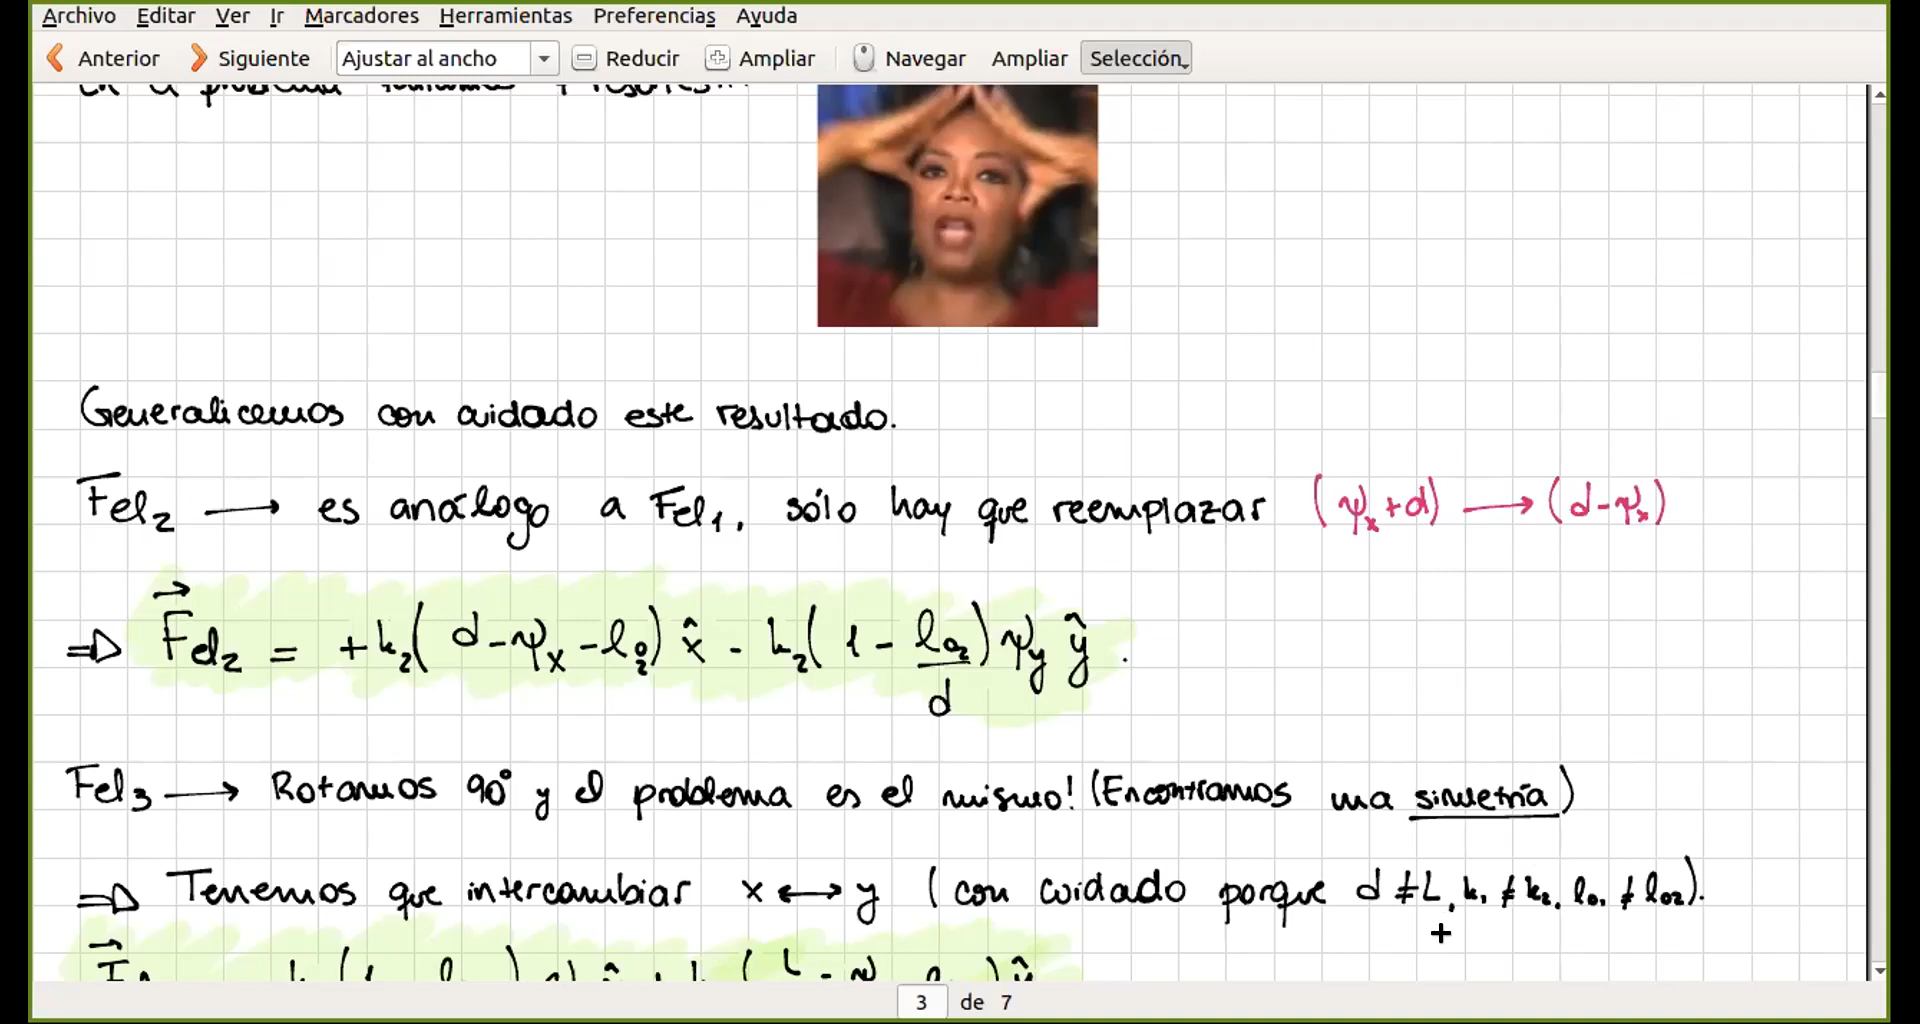 Archivo Editar Ver Ir Marcadores Herramientas Preferencias Ayuda
Anterior Siguiente Ajustar al ancho Reducir Ampliar Navegar Ampliar Selección
Generalicemos con cuidado este resultado.
Fel₂ → es análogo a Fel₁, sólo hay que reemplazar (ψₓ+d) → (d-ψₓ)
⇒ F⃗el₂ = +k₂(d-ψₓ-l₀₂) x̂ - k₂(1 - l₀₂/d) ψy ŷ.
Fel₃ → Rotamos 90° y el problema es el mismo! (Encontramos una simetría)
⇒ Tenemos que intercambiar x ↔ y (con cuidado porque d ≠ L, k₁ ≠ k₂, l₀₁ ≠ l₀₂).
3 de 7